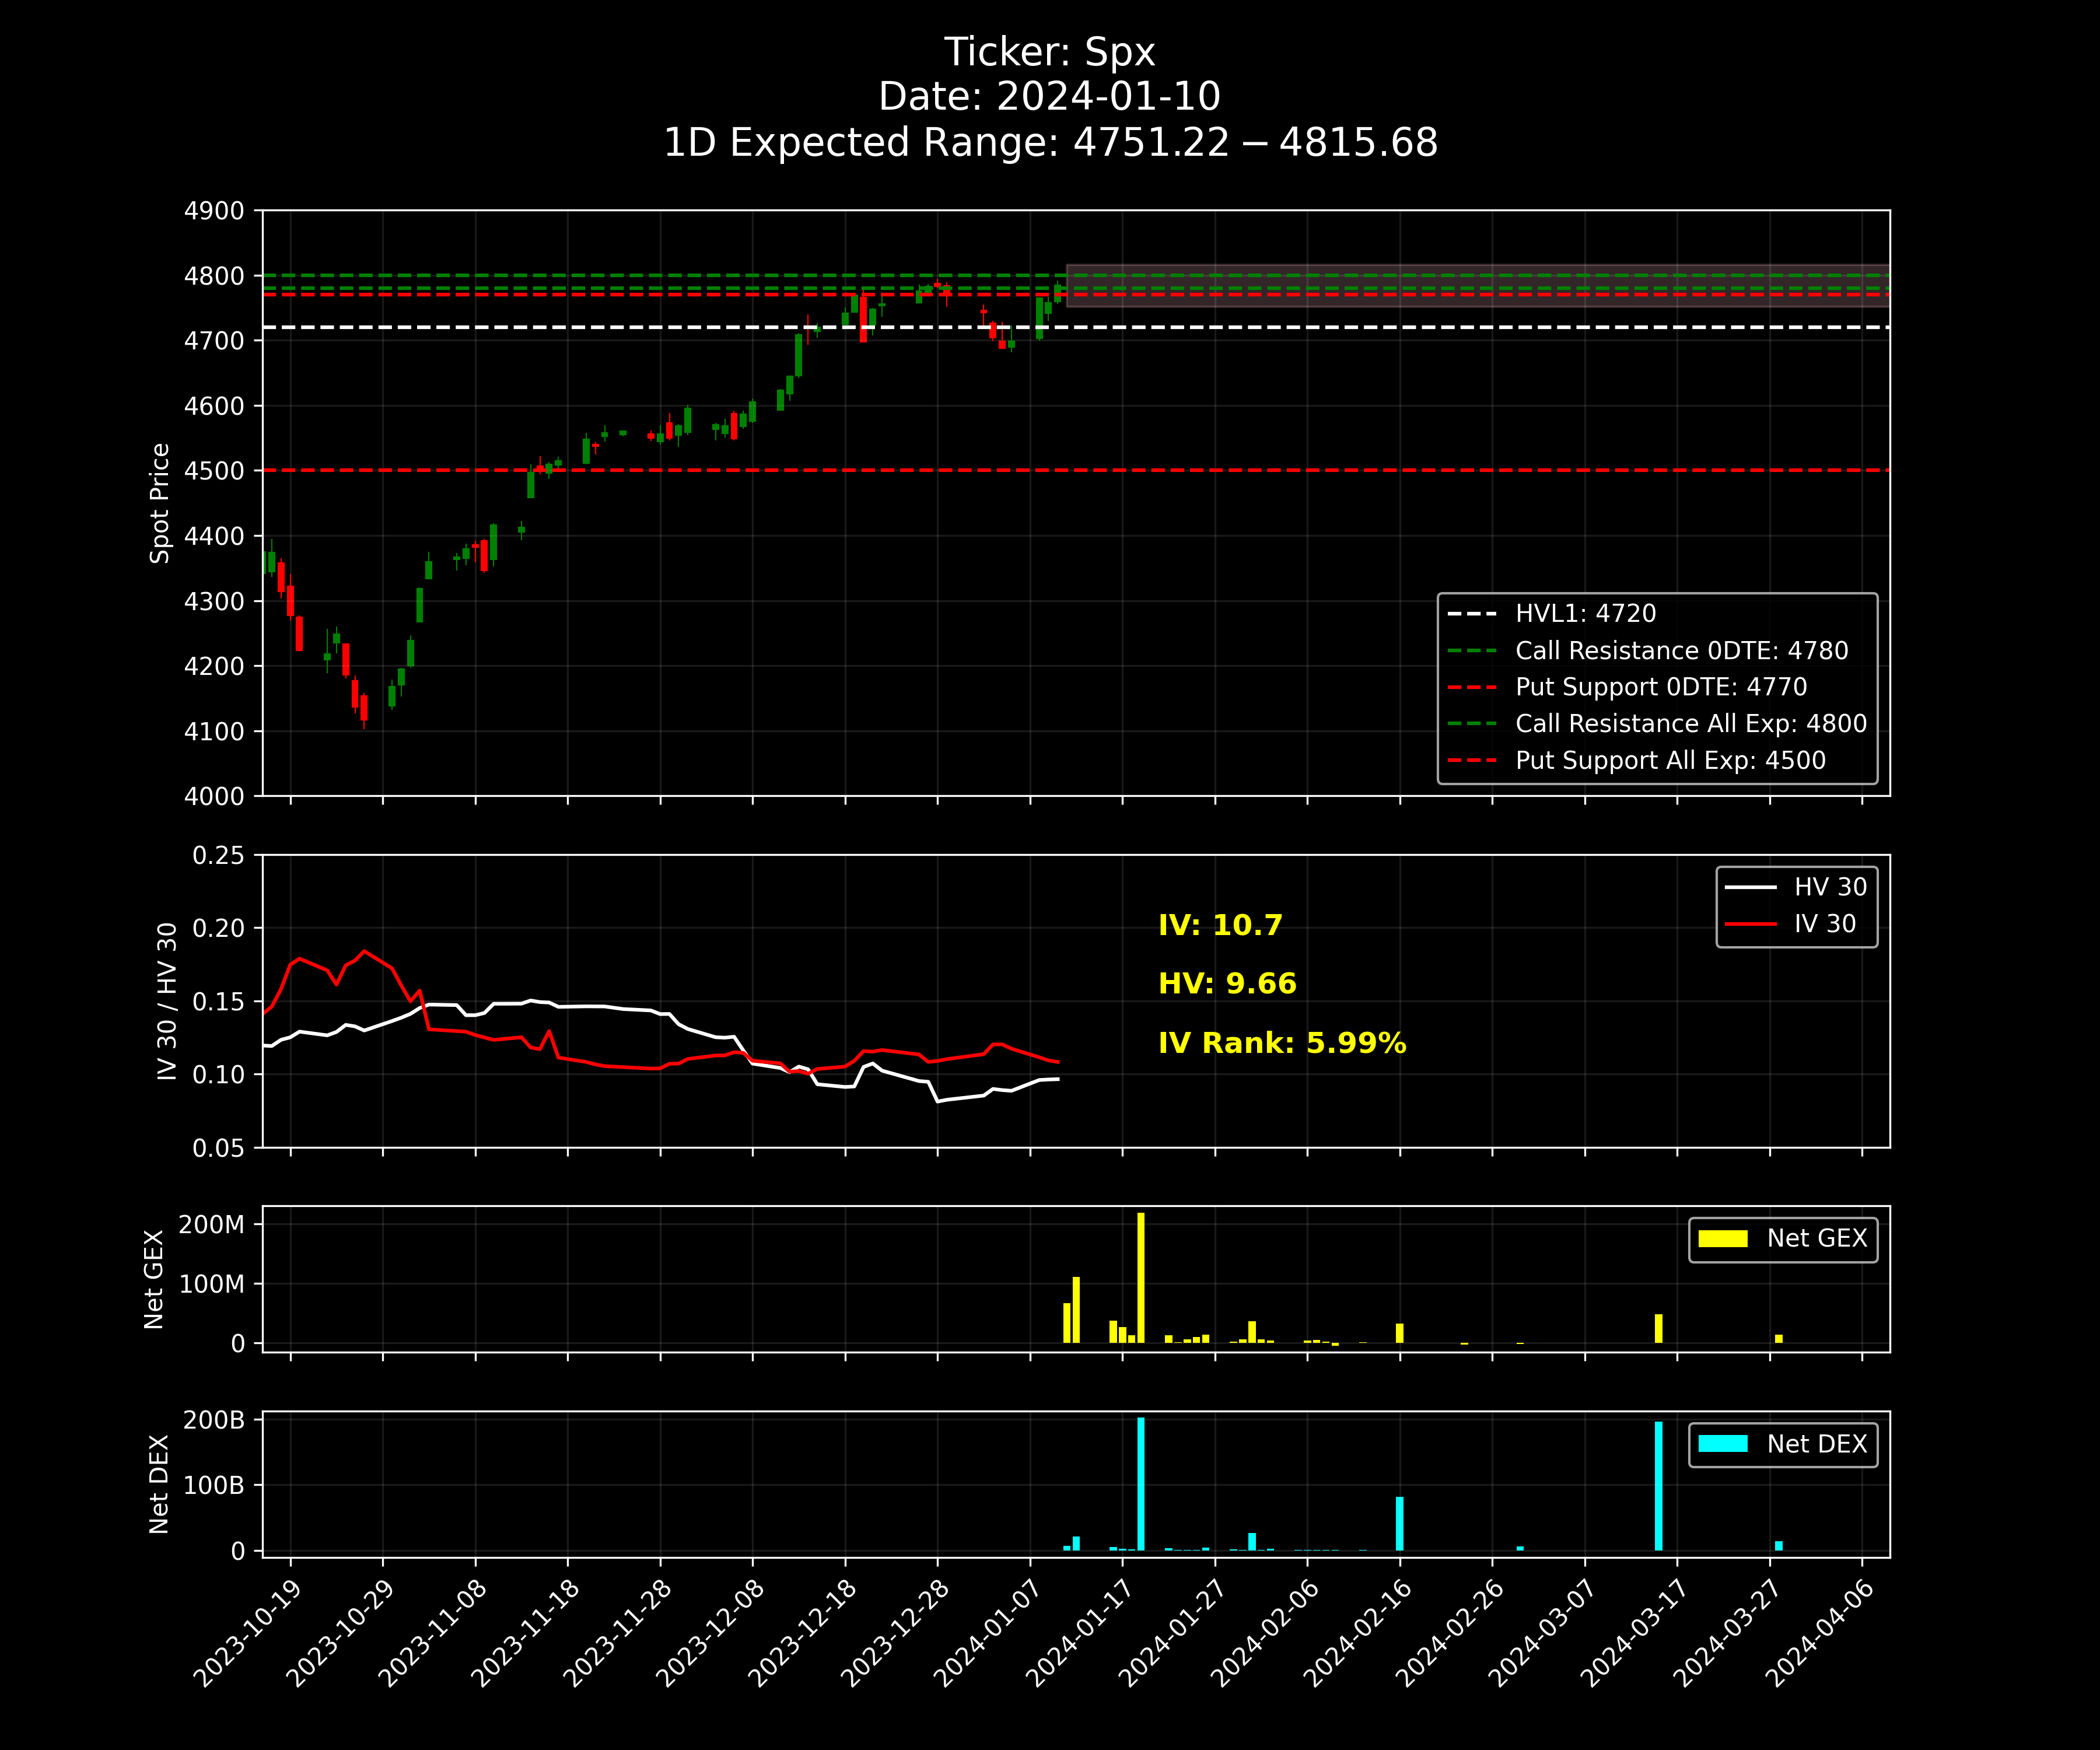 Ticker: Spx
Date: 2024-01-10
1D Expected Range: 4751.22 − 4815.68
Spot Price
4900
4800
4700
4600
4500
4400
4300
4200
4100
4000
HVL1: 4720
Call Resistance 0DTE: 4780
Put Support 0DTE: 4770
Call Resistance All Exp: 4800
Put Support All Exp: 4500
IV 30 / HV 30
0.25
0.20
0.15
0.10
0.05
IV: 10.7
HV: 9.66
IV Rank: 5.99%
HV 30
IV 30
Net GEX
200M
100M
0
Net GEX
Net DEX
200B
100B
0
Net DEX
2023-10-19
2023-10-29
2023-11-08
2023-11-18
2023-11-28
2023-12-08
2023-12-18
2023-12-28
2024-01-07
2024-01-17
2024-01-27
2024-02-06
2024-02-16
2024-02-26
2024-03-07
2024-03-17
2024-03-27
2024-04-06